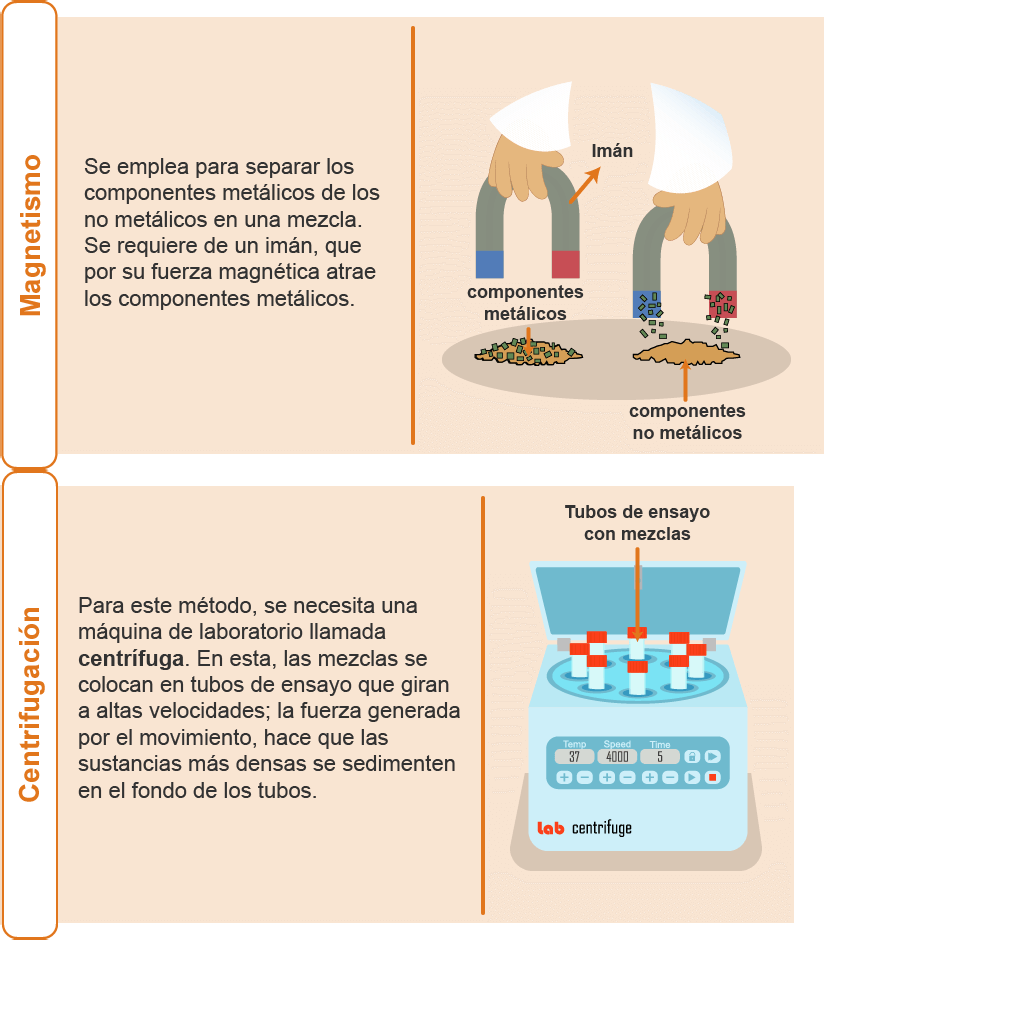 Magnetismo
Se emplea para separar los
componentes metálicos de los
no metálicos en una mezcla.
Se requiere de un imán, que
por su fuerza magnética atrae
los componentes metálicos.
Imán
componentes
metálicos
componentes
no metálicos
Centrifugación
Para este método, se necesita una
máquina de laboratorio llamada
centrífuga. En esta, las mezclas se
colocan en tubos de ensayo que giran
a altas velocidades; la fuerza generada
por el movimiento, hace que las
sustancias más densas se sedimenten
en el fondo de los tubos.
Tubos de ensayo
con mezclas
Temp Speed Time
37 4000 5
+ − + − + −
Lab centrifuge